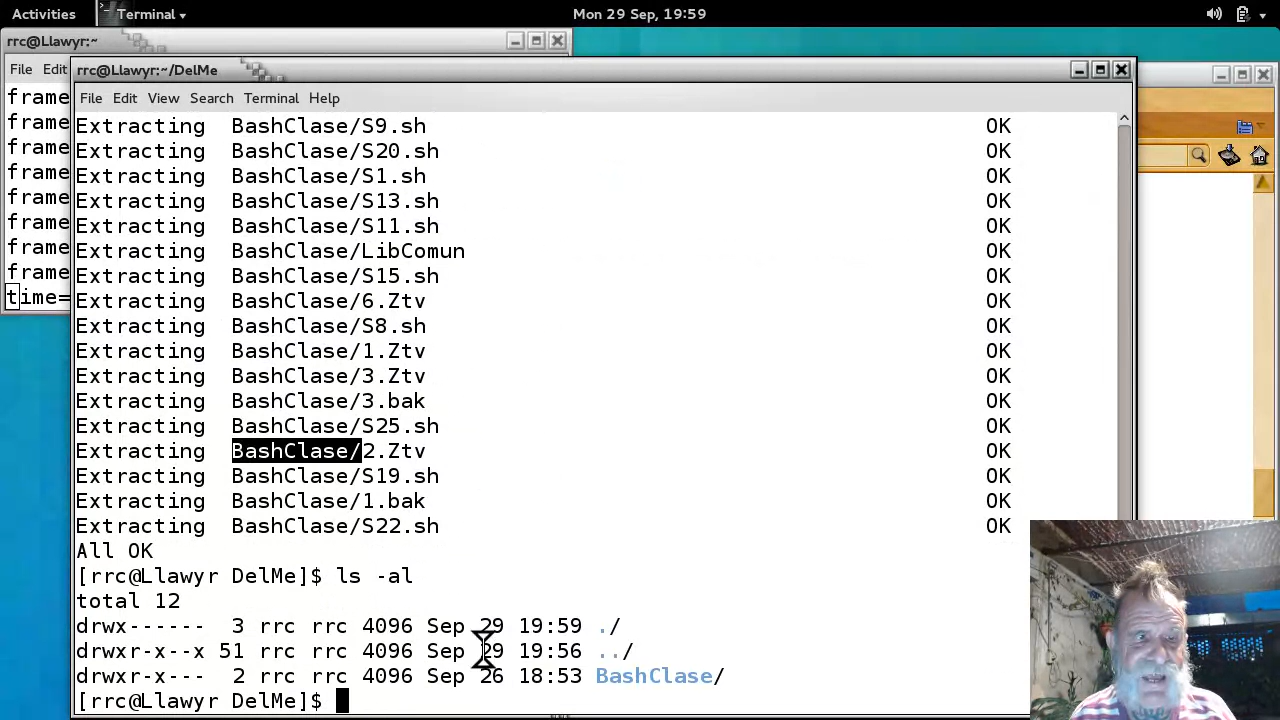 Activities Terminal Mon 29 Sep, 19:59
rrc@Llawyr:~
File Edit
frame
frame
frame
frame
frame
frame
frame
frame
time=
rrc@Llawyr:~/DelMe
File Edit View Search Terminal Help
Extracting BashClase/S9.sh OK
Extracting BashClase/S20.sh OK
Extracting BashClase/S1.sh OK
Extracting BashClase/S13.sh OK
Extracting BashClase/S11.sh OK
Extracting BashClase/LibComun OK
Extracting BashClase/S15.sh OK
Extracting BashClase/6.Ztv OK
Extracting BashClase/S8.sh OK
Extracting BashClase/1.Ztv OK
Extracting BashClase/3.Ztv OK
Extracting BashClase/3.bak OK
Extracting BashClase/S25.sh OK
Extracting BashClase/2.Ztv OK
Extracting BashClase/S19.sh OK
Extracting BashClase/1.bak OK
Extracting BashClase/S22.sh OK
All OK
[rrc@Llawyr DelMe]$ ls -al
total 12
drwx------ 3 rrc rrc 4096 Sep 29 19:59 ./
drwxr-x--x 51 rrc rrc 4096 Sep 29 19:56 ../
drwxr-x--- 2 rrc rrc 4096 Sep 26 18:53 BashClase/
[rrc@Llawyr DelMe]$